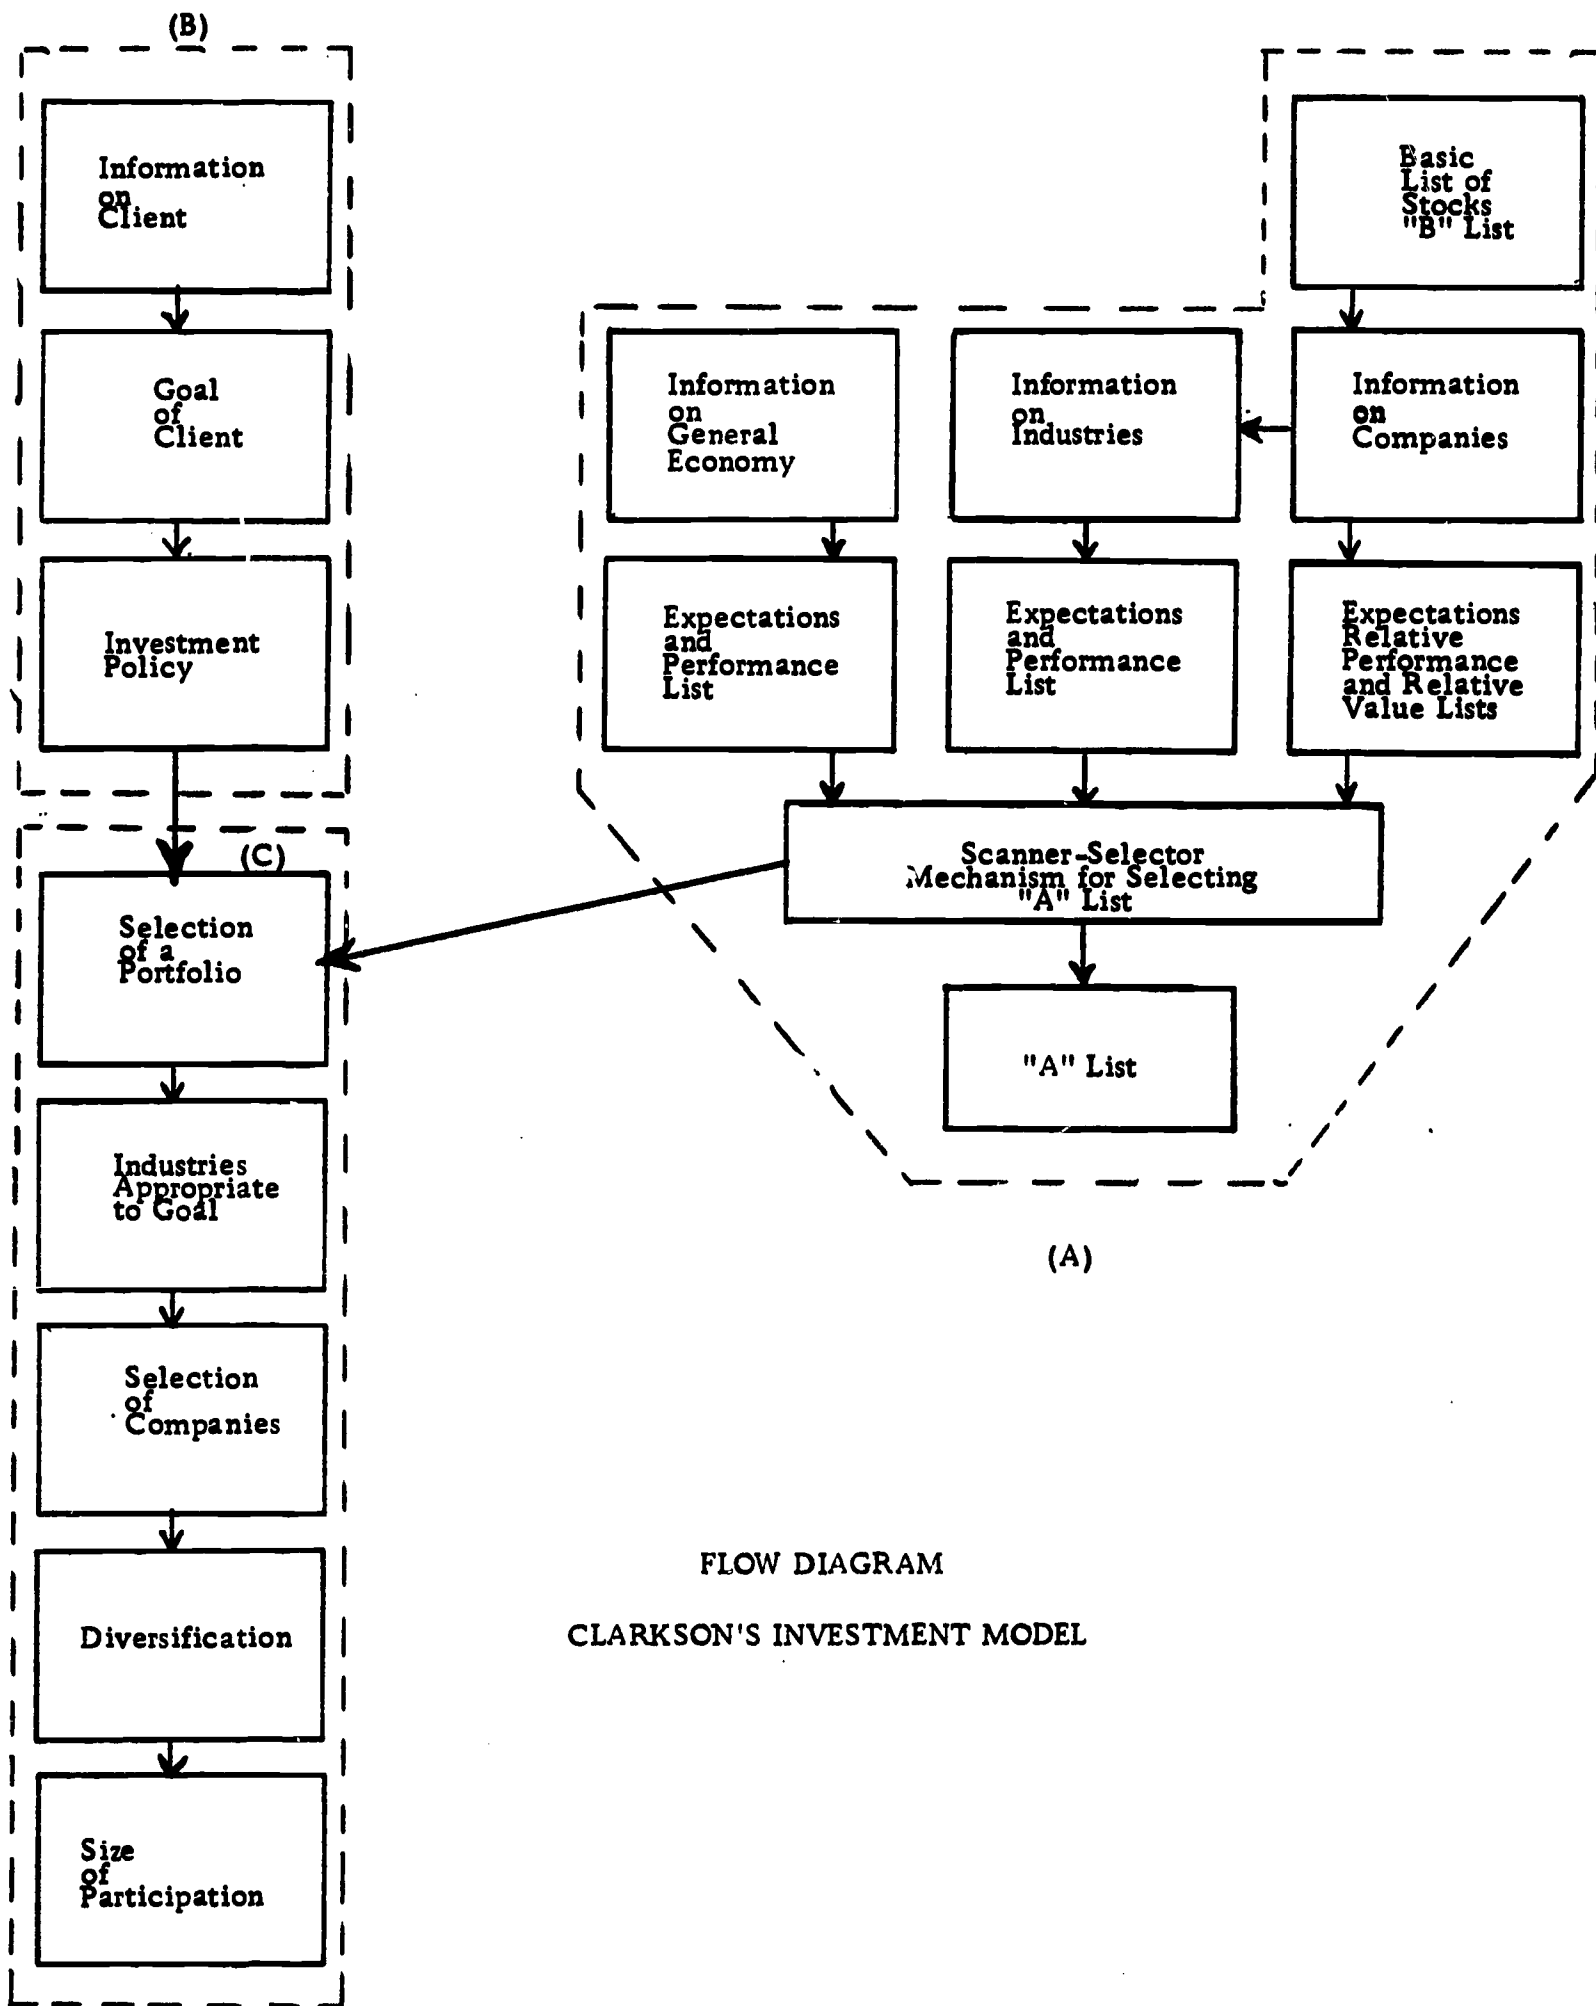 (B)
Information
on
Client
Goal
of
Client
Investment
Policy
(C)
Selection
of a
Portfolio
Industries
Appropriate
to Goal
Selection
of
Companies
Diversification
Size
of
Participation
Basic
List of
Stocks
"B" List
Information
on
General
Economy
Information
on
Industries
Information
on
Companies
Expectations
and
Performance
List
Expectations
and
Performance
List
Expectations
Relative
Performance
and Relative
Value Lists
Scanner-Selector
Mechanism for Selecting
"A" List
"A" List
(A)
FLOW DIAGRAM
CLARKSON'S INVESTMENT MODEL